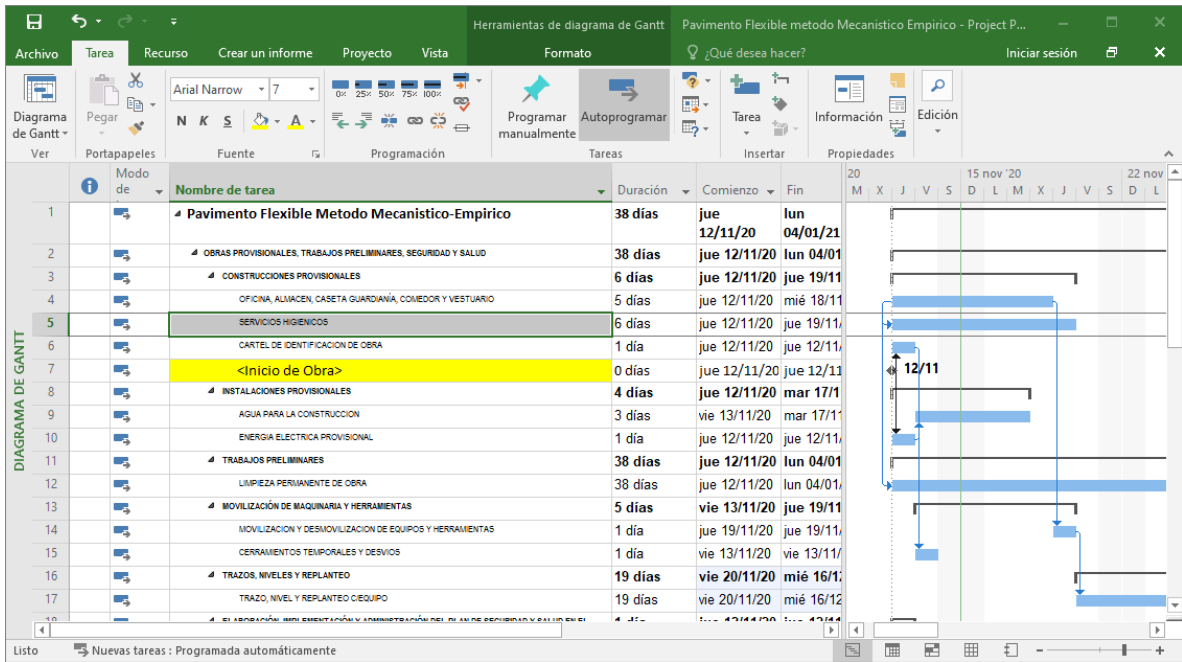 Herramientas de diagrama de Gantt Pavimento Flexible metodo Mecanistico Empirico - Project P...
Archivo Tarea Recurso Crear un informe Proyecto Vista Formato ¿Qué desea hacer? Iniciar sesión
Diagrama de Gantt
Pegar
Arial Narrow 7
N K S A
0% 25% 50% 75% 100%
Programar manualmente
Autoprogramar
Tarea
Información
Edición
Ver Portapapeles Fuente Programación Tareas Insertar Propiedades
Modo de Nombre de tarea Duración Comienzo Fin
20 15 nov '20 22 nov
M X J V S D L M X J V S D L
1 Pavimento Flexible Metodo Mecanistico-Empirico 38 días jue 12/11/20 lun 04/01/21
2 OBRAS PROVISIONALES, TRABAJOS PRELIMINARES, SEGURIDAD Y SALUD 38 días jue 12/11/20 lun 04/01
3 CONSTRUCCIONES PROVISIONALES 6 días jue 12/11/20 jue 19/11
4 OFICINA, ALMACEN, CASETA GUARDIANÍA, COMEDOR Y VESTUARIO 5 días jue 12/11/20 mié 18/11
5 SERVICIOS HIGIENICOS 6 días jue 12/11/20 jue 19/11/
6 CARTEL DE IDENTIFICACION DE OBRA 1 día jue 12/11/20 jue 12/11/
7 <Inicio de Obra> 0 días jue 12/11/20 jue 12/11 12/11
8 INSTALACIONES PROVISIONALES 4 días jue 12/11/20 mar 17/1
9 AGUA PARA LA CONSTRUCCION 3 días vie 13/11/20 mar 17/11
10 ENERGIA ELECTRICA PROVISIONAL 1 día jue 12/11/20 jue 12/11/
11 TRABAJOS PRELIMINARES 38 días jue 12/11/20 lun 04/01
12 LIMPIEZA PERMANENTE DE OBRA 38 días jue 12/11/20 lun 04/01/
13 MOVILIZACIÓN DE MAQUINARIA Y HERRAMIENTAS 5 días vie 13/11/20 jue 19/11
14 MOVILIZACION Y DESMOVILIZACION DE EQUIPOS Y HERRAMIENTAS 1 día jue 19/11/20 jue 19/11/
15 CERRAMIENTOS TEMPORALES Y DESVIOS 1 día vie 13/11/20 vie 13/11/
16 TRAZOS, NIVELES Y REPLANTEO 19 días vie 20/11/20 mié 16/1
17 TRAZO, NIVEL Y REPLANTEO C/EQUIPO 19 días vie 20/11/20 mié 16/12
DIAGRAMA DE GANTT
Listo Nuevas tareas : Programada automáticamente